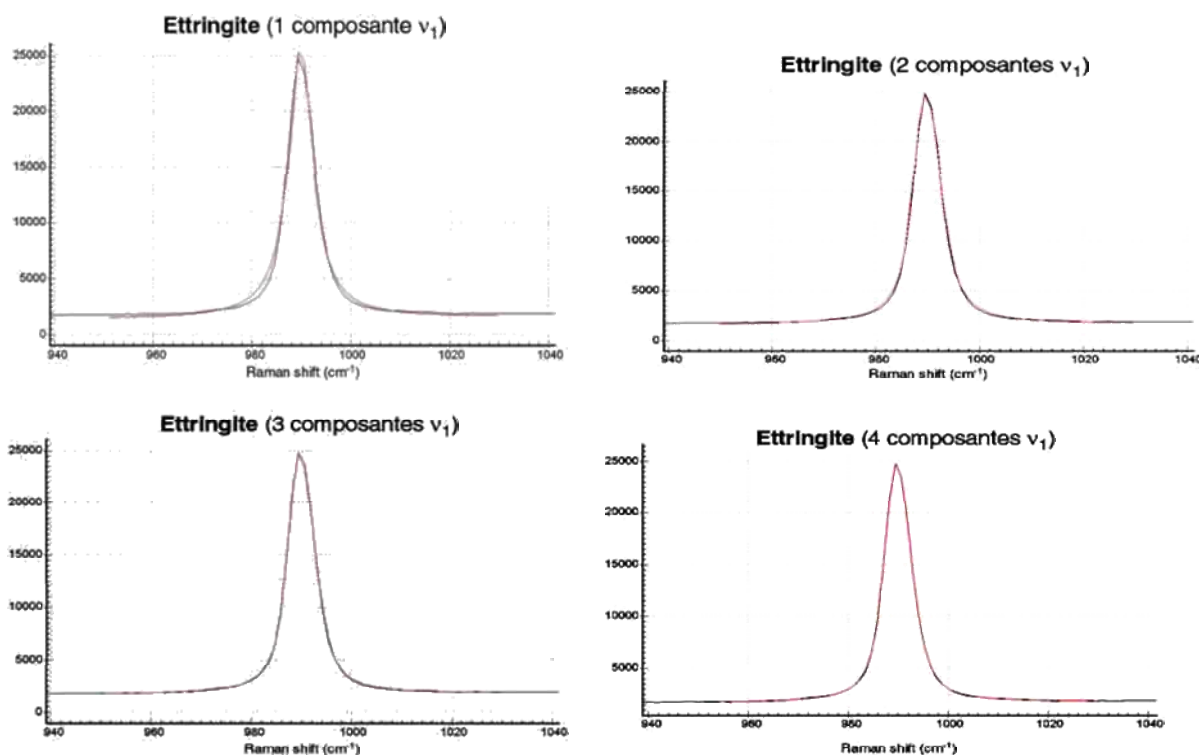 Ettringite (1 composante ν₁)
25000
20000
15000
10000
5000
0
940 960 980 1000 1020 1040
Raman shift (cm⁻¹)
Ettringite (2 composantes ν₁)
25000
20000
15000
10000
5000
0
940 960 980 1000 1020 1040
Raman shift (cm⁻¹)
Ettringite (3 composantes ν₁)
25000
20000
15000
10000
5000
0
940 960 980 1000 1020 1040
Raman shift (cm⁻¹)
Ettringite (4 composantes ν₁)
25000
20000
15000
10000
5000
940 960 980 1000 1020 1040
Raman shift (cm⁻¹)